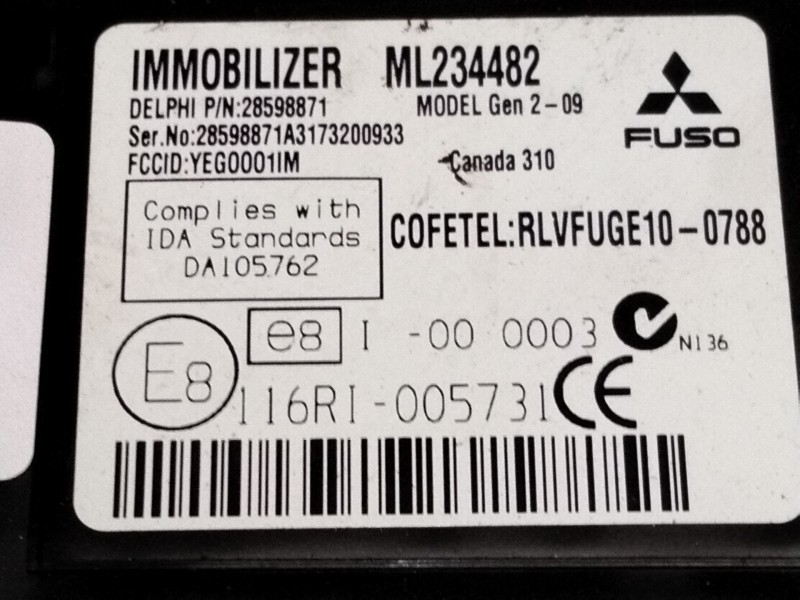 IMMOBILIZER ML234482
DELPHI P/N:28598871 MODEL Gen 2-09
Ser.No:28598871A3173200933
FUSO
FCCID:YEG0001IM Canada 310
Complies with
IDA Standards
DA105762
COFETEL:RLVFUGE10-0788
e8 I -00 0003 N136
E8
116RI-005731 CE